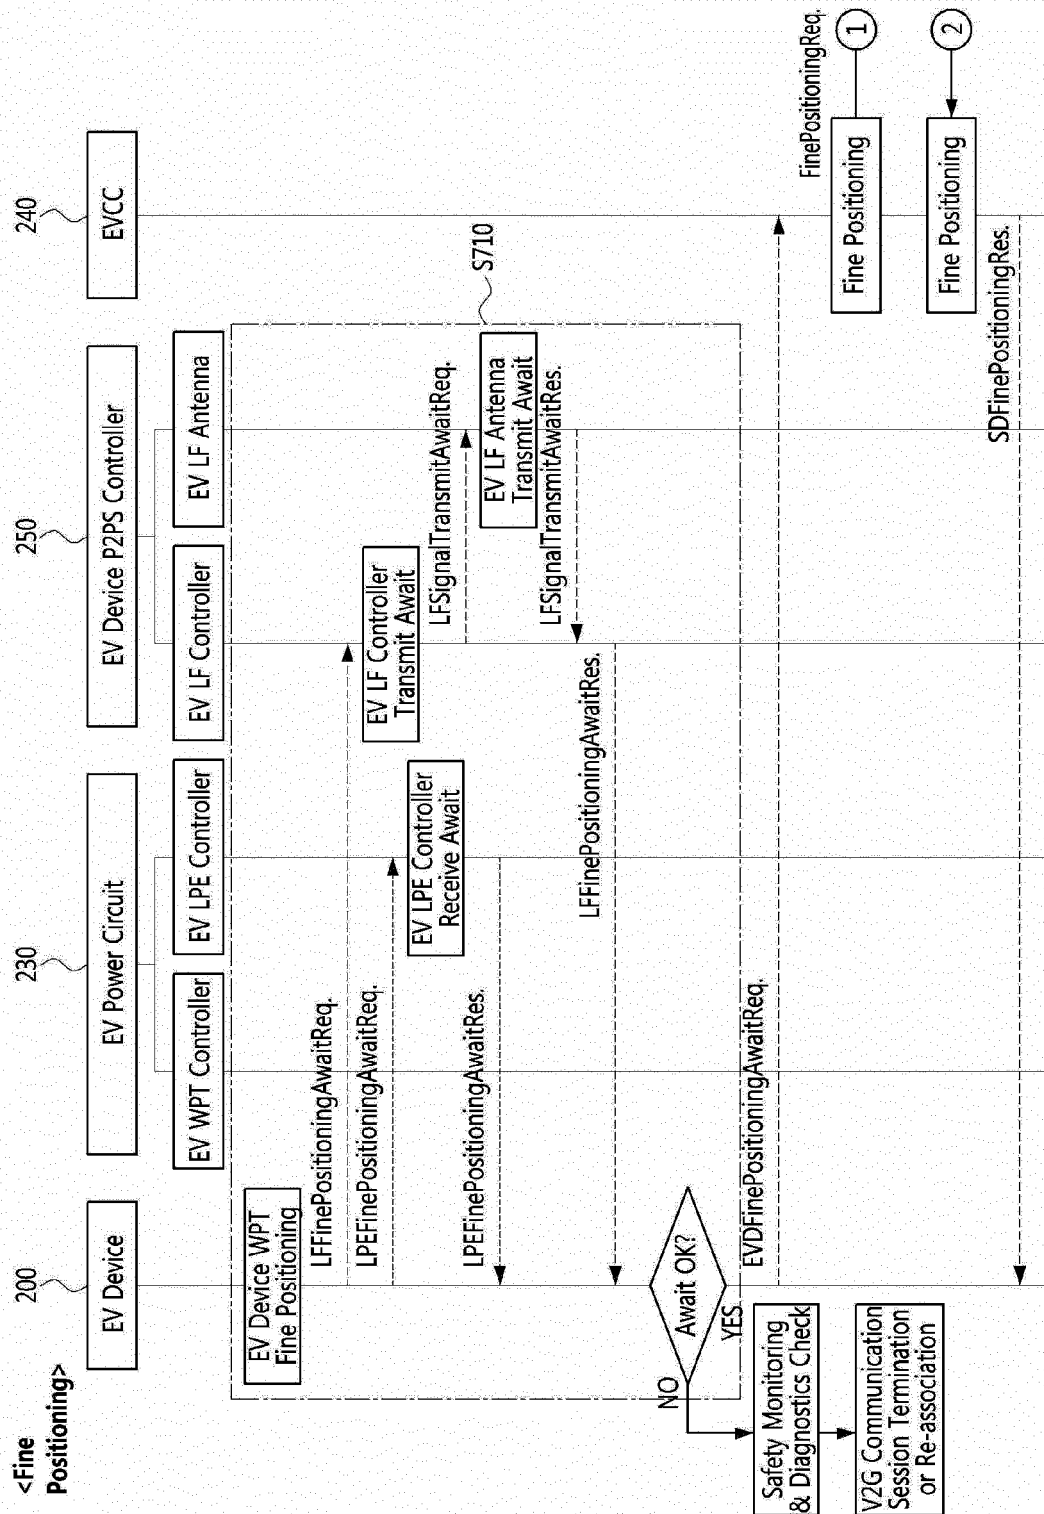 <Fine
Positioning>
200
230
250
240
EV Device
EV Power Circuit
EV Device P2PS Controller
EVCC
EV WPT Controller
EV LPE Controller
EV LF Controller
EV LF Antenna
EV Device WPT
Fine Positioning
LFFinePositioningAwaitReq.
LPEFinePositioningAwaitReq.
EV LF Controller
Transmit Await
EV LPE Controller
Receive Await
LFSignalTransmitAwaitReq.
S710
LPEFinePositioningAwaitRes.
EV LF Antenna
Transmit Await
LFSignalTransmitAwaitRes.
LFFinePositioningAwaitRes.
Await OK?
NO
YES
EVDFinePositioningAwaitReq.
Safety Monitoring
& Diagnostics Check
FinePositioningReq.
Fine Positioning
1
V2G Communication
Session Termination
or Re-association
Fine Positioning
2
SDFinePositioningRes.